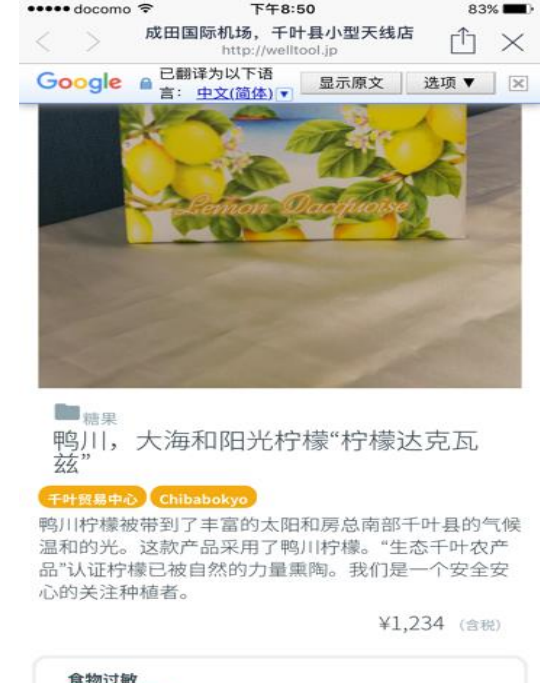 docomo 下午8:50 83%
成田国际机场，千叶县小型天线店
http://welltool.jp
Google 已翻译为以下语言： 中文(简体) 显示原文 选项 ▼
Lemon Dacquoise
糖果
鸭川，大海和阳光柠檬“柠檬达克瓦
兹”
千叶贸易中心 Chibabokyo
鸭川柠檬被带到了丰富的太阳和房总南部千叶县的气候
温和的光。这款产品采用了鸭川柠檬。“生态千叶农产
品”认证柠檬已被自然的力量熏陶。我们是一个安全安
心的关注种植者。
¥1,234 （含税）
食物过敏